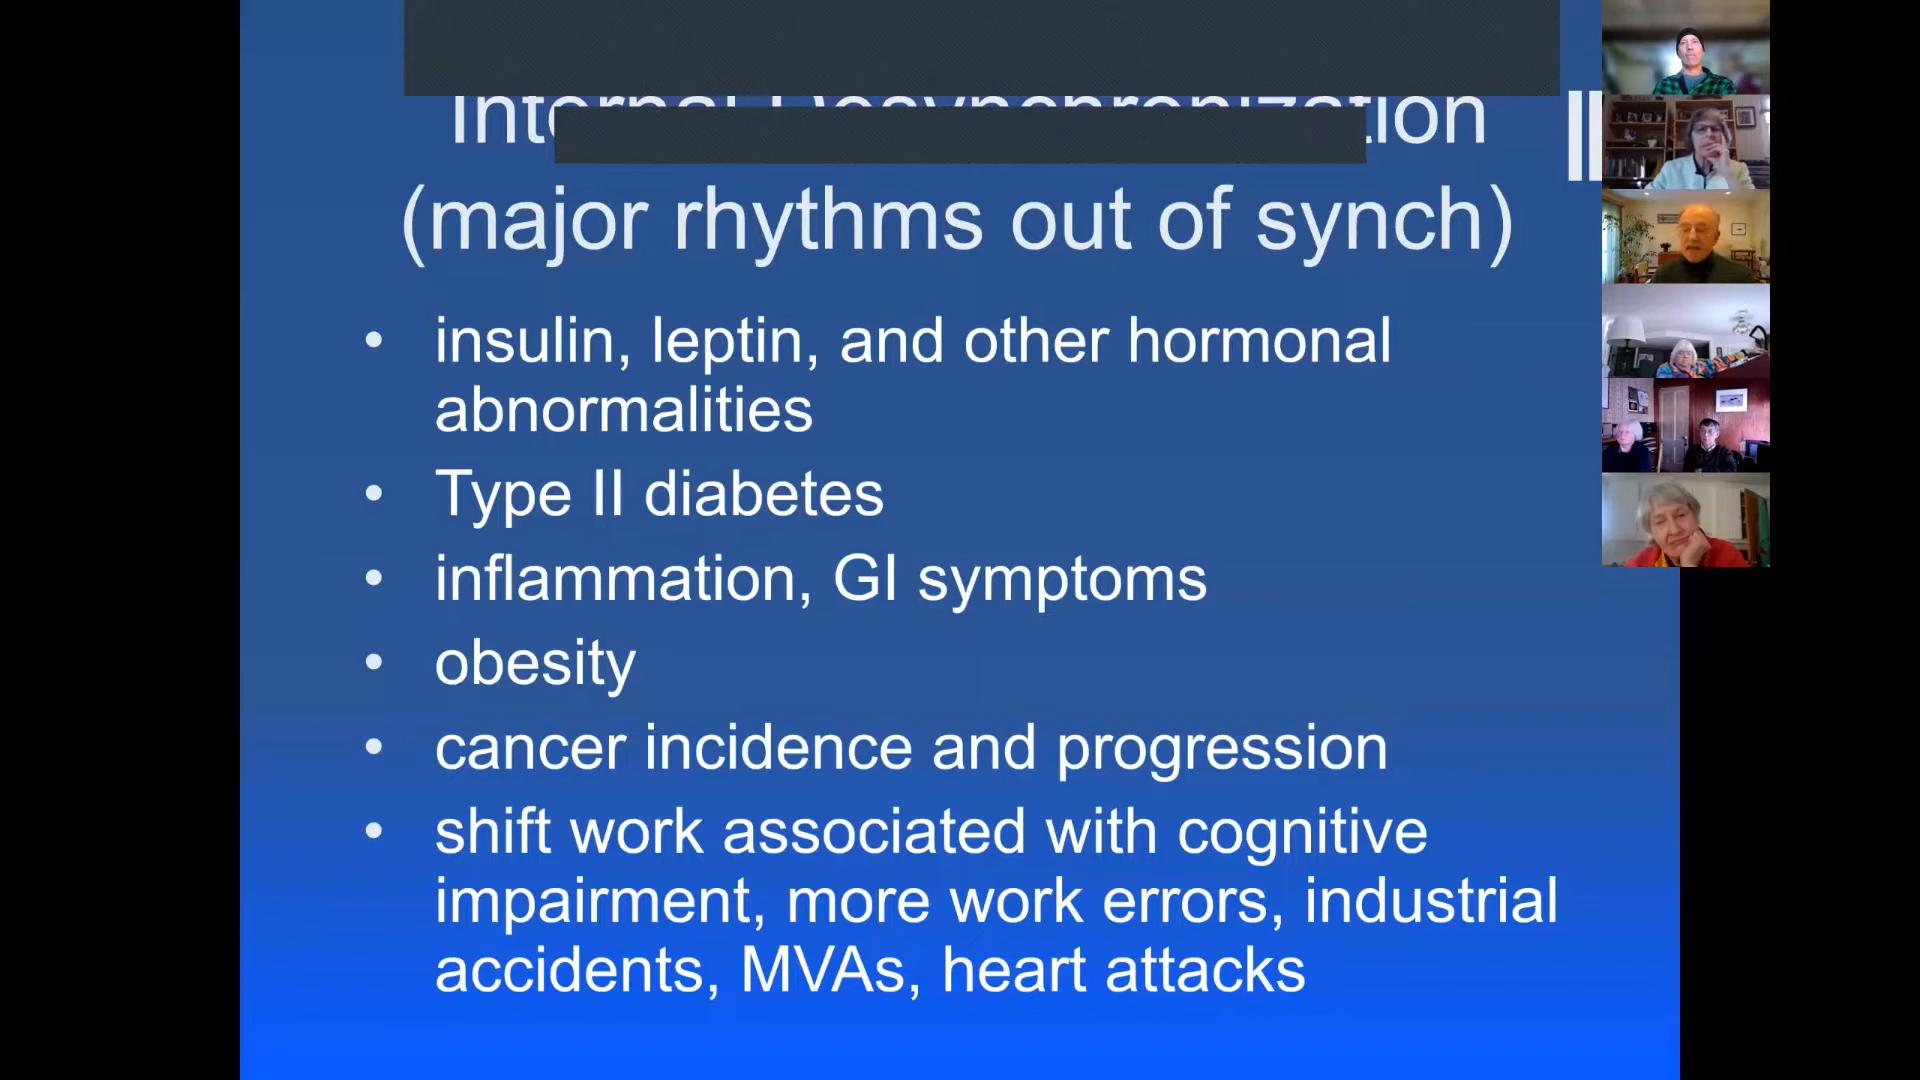 Internal Desynchronization
(major rhythms out of synch)
• insulin, leptin, and other hormonal
abnormalities
• Type II diabetes
• inflammation, GI symptoms
• obesity
• cancer incidence and progression
• shift work associated with cognitive
impairment, more work errors, industrial
accidents, MVAs, heart attacks